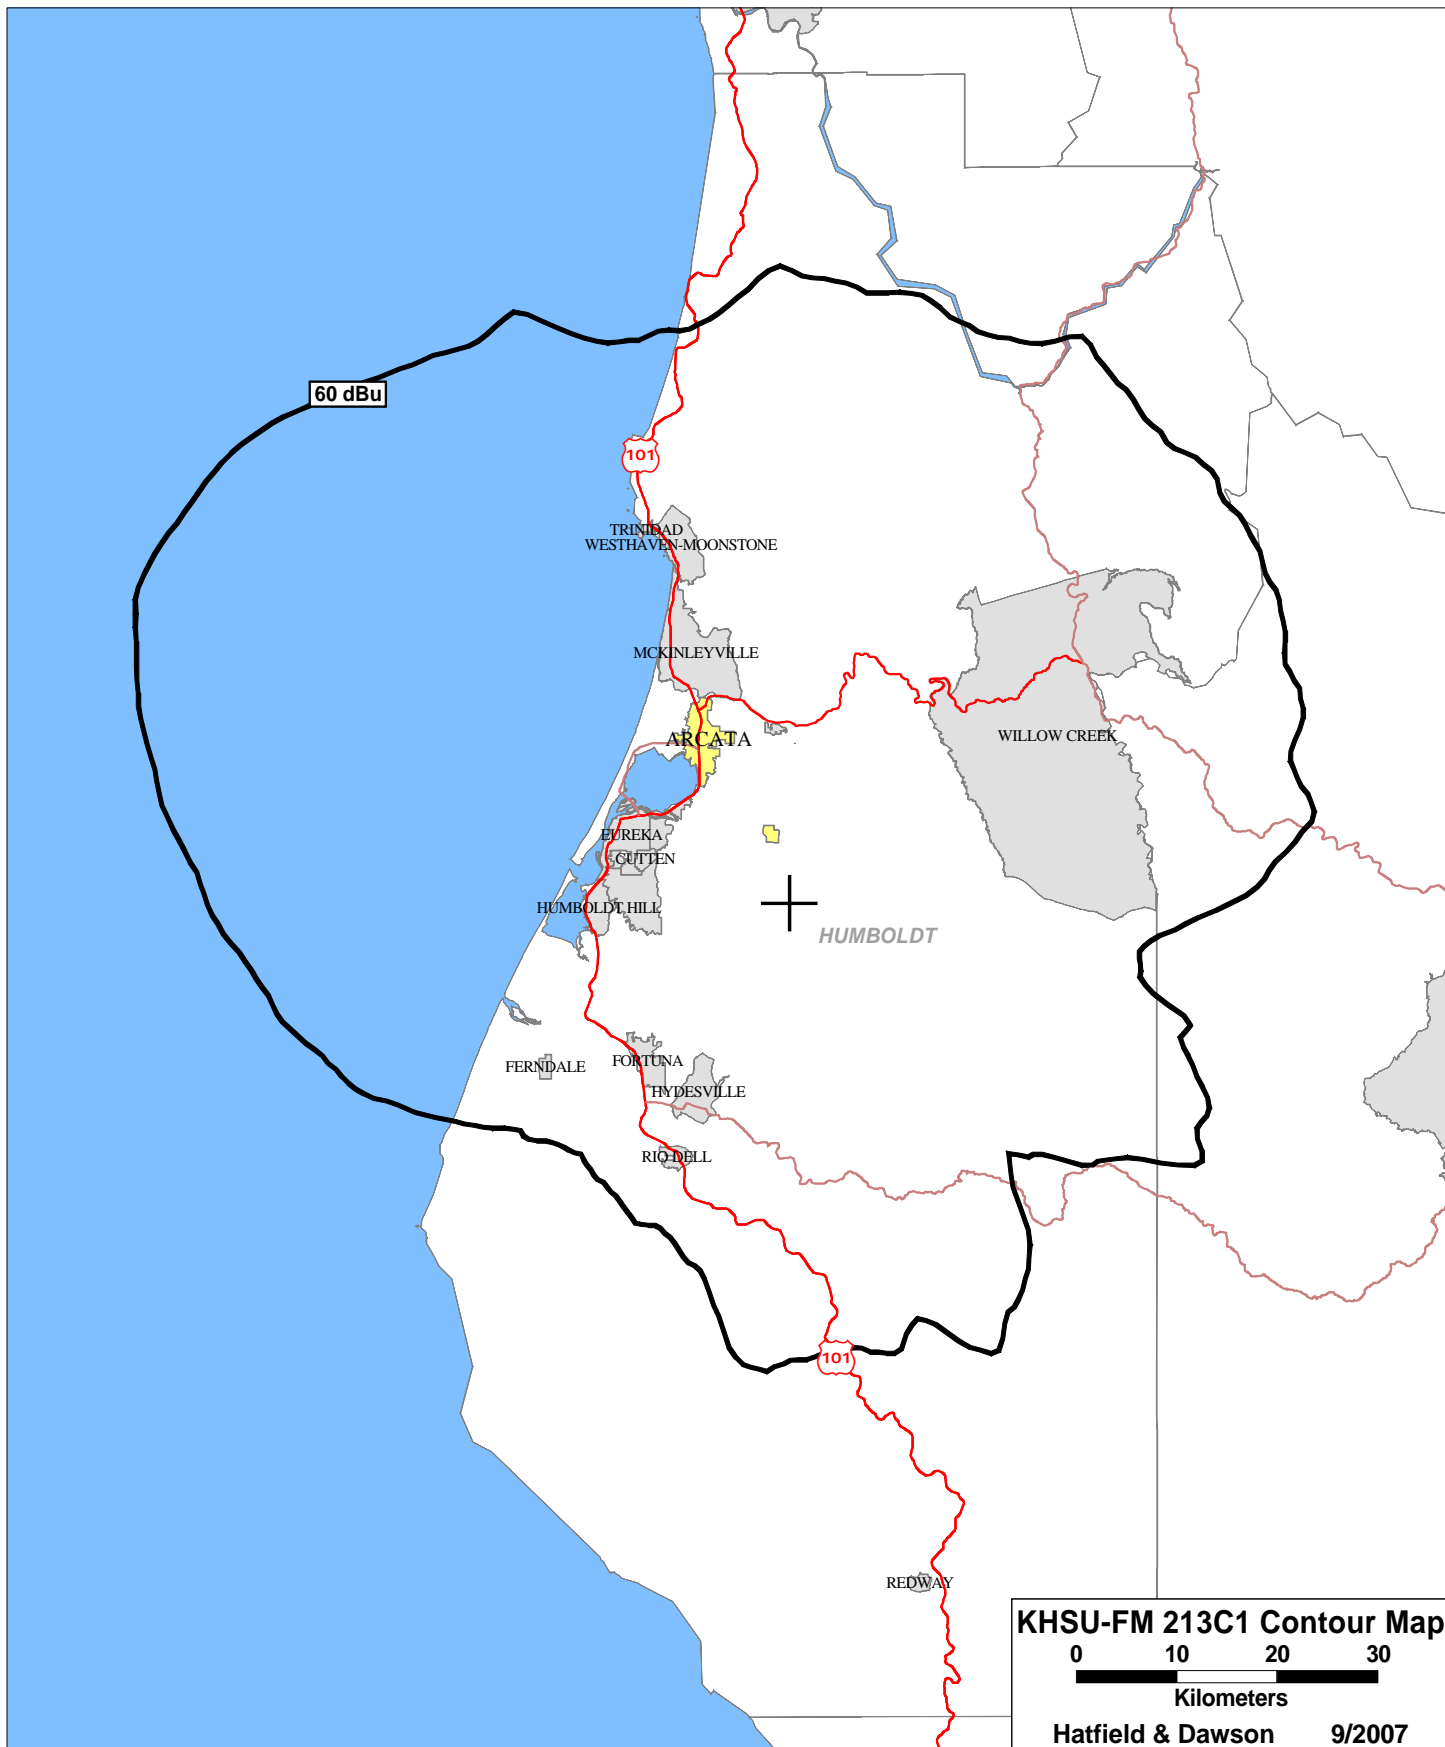 60 dBu
101
TRINIDAD
WESTHAVEN-MOONSTONE
MCKINLEYVILLE
WILLOW CREEK
ARCATA
EUREKA
CUTTEN
HUMBOLDT HILL
HUMBOLDT
FORTUNA
FERNDALE
HYDESVILLE
RIO DELL
101
REDWAY
KHSU-FM 213C1 Contour Map
0 10 20 30
Kilometers
Hatfield & Dawson 9/2007